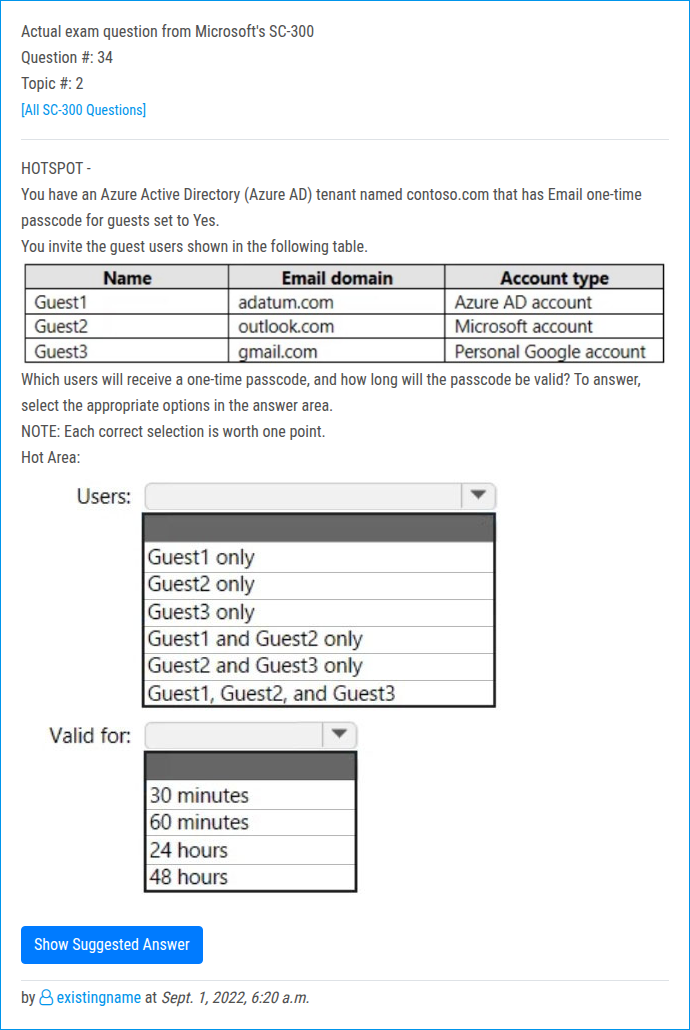 Actual exam question from Microsoft's SC-300
Question #: 34
Topic #: 2
[All SC-300 Questions]
HOTSPOT -
You have an Azure Active Directory (Azure AD) tenant named contoso.com that has Email one-time
passcode for guests set to Yes.
You invite the guest users shown in the following table.
Name Email domain Account type
Guest1 adatum.com Azure AD account
Guest2 outlook.com Microsoft account
Guest3 gmail.com Personal Google account
Which users will receive a one-time passcode, and how long will the passcode be valid? To answer,
select the appropriate options in the answer area.
NOTE: Each correct selection is worth one point.
Hot Area:
Users:
Guest1 only
Guest2 only
Guest3 only
Guest1 and Guest2 only
Guest2 and Guest3 only
Guest1, Guest2, and Guest3
Valid for:
30 minutes
60 minutes
24 hours
48 hours
Show Suggested Answer
by existingname at Sept. 1, 2022, 6:20 a.m.